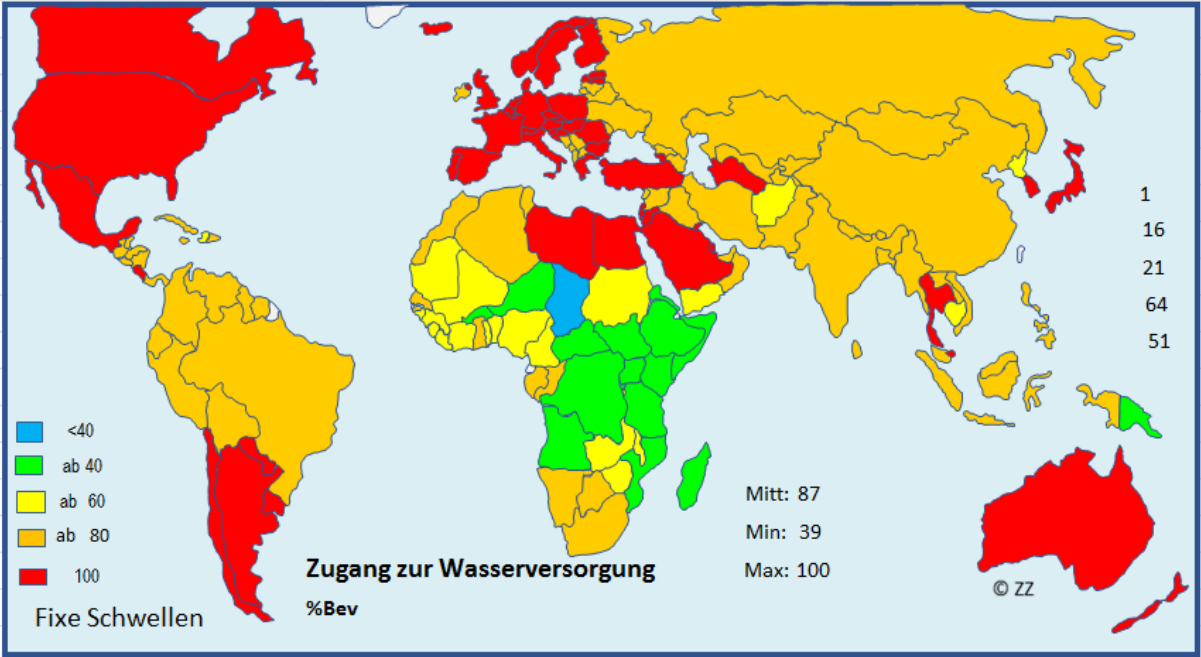 1
16
21
64
51
<40
ab 40
ab 60
ab 80
100
Fixe Schwellen
Zugang zur Wasserversorgung
%Bev
Mitt: 87
Min: 39
Max: 100
© ZZ